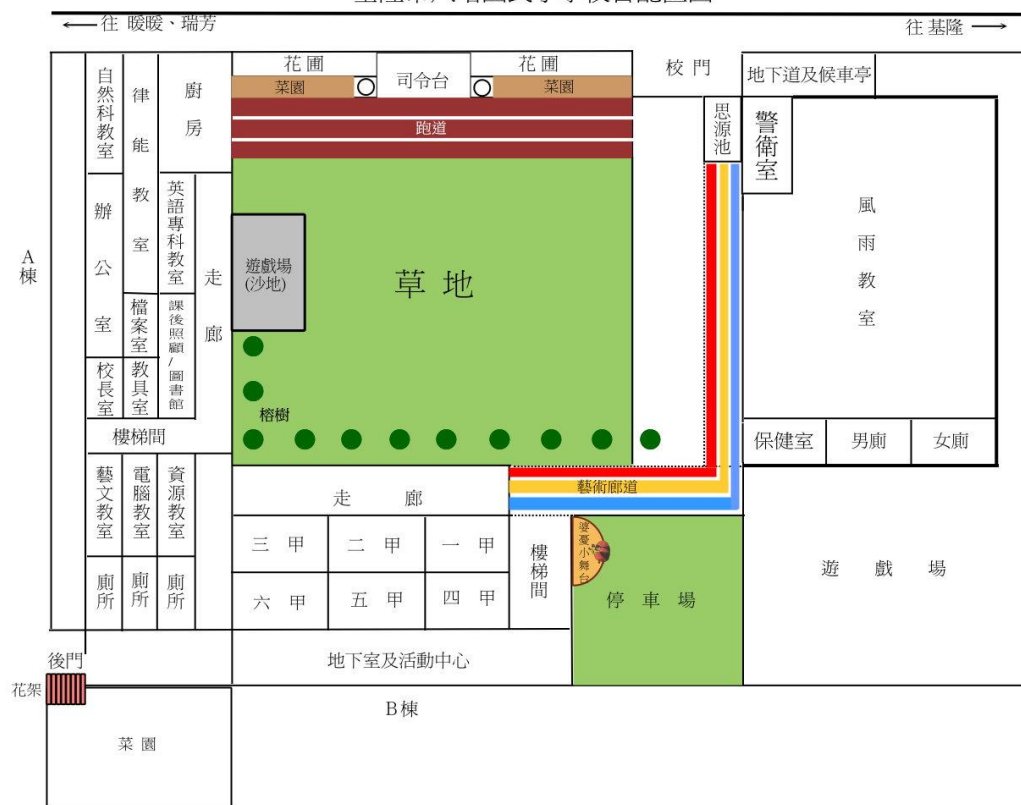 往 暖暖、瑞芳
往 基隆
花圃
司令台
花圃
校門
地下道及候車亭
菜園
菜園
跑道
自然科教室
律能教室
廚房
思源池
警衛室
風雨教室
A棟
辦公室
英語專科教室
走廊
遊戲場
(沙地)
草地
檔案室
課後照顧/圖書館
校長室
教具室
榕樹
樓梯間
保健室
男廁
女廁
藝文教室
電腦教室
資源教室
走廊
藝術廊道
三甲
二甲
一甲
樓梯間
婆憂小舞台
遊戲場
廁所
廁所
廁所
六甲
五甲
四甲
停車場
後門
地下室及活動中心
花架
B棟
菜園